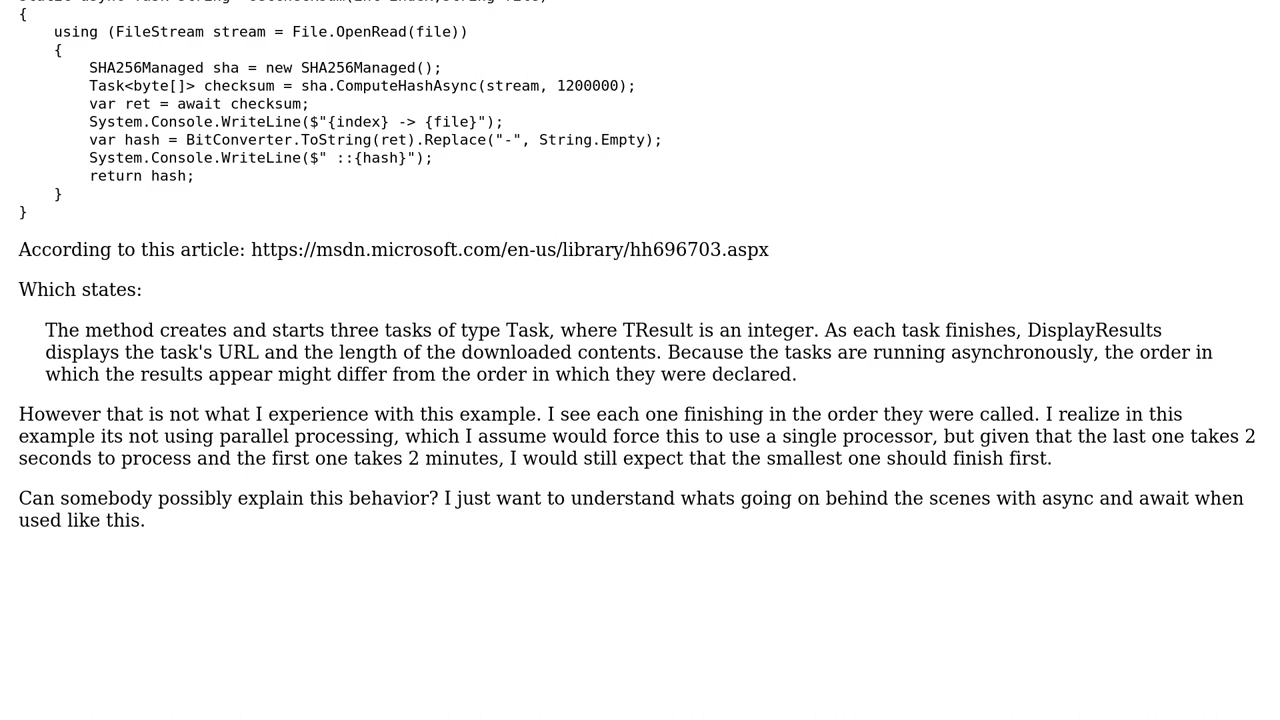 {
    using (FileStream stream = File.OpenRead(file))
    {
        SHA256Managed sha = new SHA256Managed();
        Task<byte[]> checksum = sha.ComputeHashAsync(stream, 1200000);
        var ret = await checksum;
        System.Console.WriteLine($"{index} -> {file}");
        var hash = BitConverter.ToString(ret).Replace("-", String.Empty);
        System.Console.WriteLine($" ::{hash}");
        return hash;
    }
}
According to this article: https://msdn.microsoft.com/en-us/library/hh696703.aspx
Which states:
The method creates and starts three tasks of type Task, where TResult is an integer. As each task finishes, DisplayResults
displays the task's URL and the length of the downloaded contents. Because the tasks are running asynchronously, the order in
which the results appear might differ from the order in which they were declared.
However that is not what I experience with this example. I see each one finishing in the order they were called. I realize in this
example its not using parallel processing, which I assume would force this to use a single processor, but given that the last one takes 2
seconds to process and the first one takes 2 minutes, I would still expect that the smallest one should finish first.
Can somebody possibly explain this behavior? I just want to understand whats going on behind the scenes with async and await when
used like this.